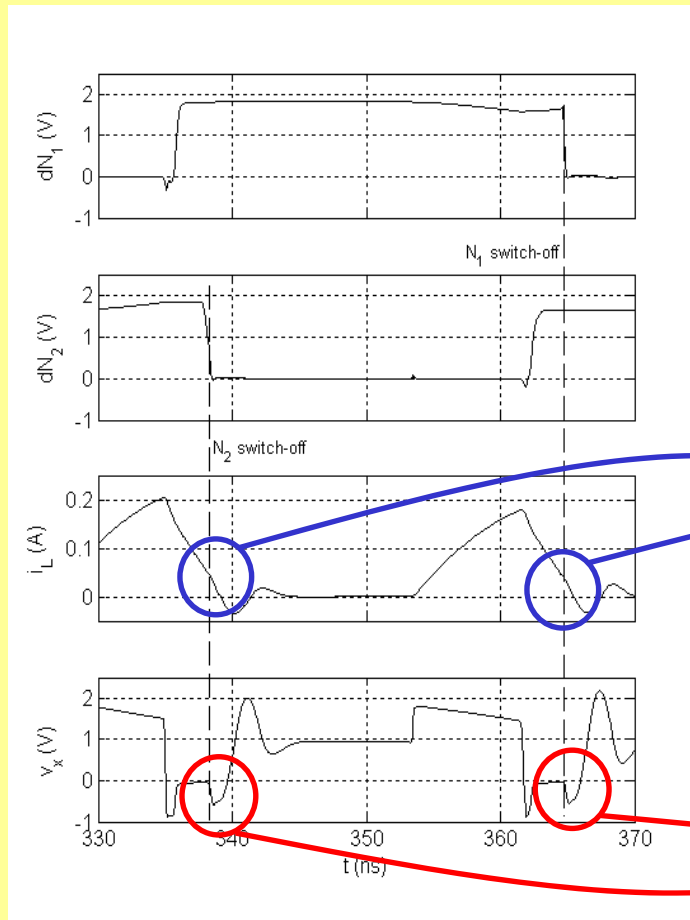 2
1
0
-1
dN1 (V)
N1 switch-off
2
1
0
-1
dN2 (V)
N2 switch-off
0.2
0.1
0
iL (A)
2
1
0
-1
vx (V)
330 340 350 360 370
t (ns)